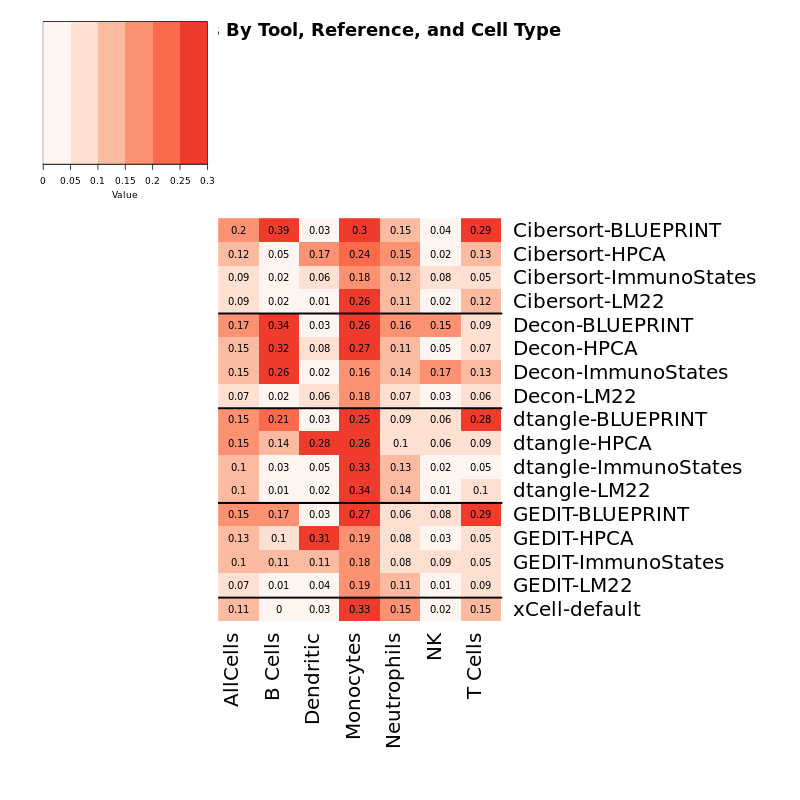 By Tool, Reference, and Cell Type
0 0.05 0.1 0.15 0.2 0.25 0.3
Value
0.2 0.39 0.03 0.3 0.15 0.04 0.29 Cibersort-BLUEPRINT
0.12 0.05 0.17 0.24 0.15 0.02 0.13 Cibersort-HPCA
0.09 0.02 0.06 0.18 0.12 0.08 0.05 Cibersort-ImmunoStates
0.09 0.02 0.01 0.26 0.11 0.02 0.12 Cibersort-LM22
0.17 0.34 0.03 0.26 0.16 0.15 0.09 Decon-BLUEPRINT
0.15 0.32 0.08 0.27 0.11 0.05 0.07 Decon-HPCA
0.15 0.26 0.02 0.16 0.14 0.17 0.13 Decon-ImmunoStates
0.07 0.02 0.06 0.18 0.07 0.03 0.06 Decon-LM22
0.15 0.21 0.03 0.25 0.09 0.06 0.28 dtangle-BLUEPRINT
0.15 0.14 0.28 0.26 0.1 0.06 0.09 dtangle-HPCA
0.1 0.03 0.05 0.33 0.13 0.02 0.05 dtangle-ImmunoStates
0.1 0.01 0.02 0.34 0.14 0.01 0.1 dtangle-LM22
0.15 0.17 0.03 0.27 0.06 0.08 0.29 GEDIT-BLUEPRINT
0.13 0.1 0.31 0.19 0.08 0.03 0.05 GEDIT-HPCA
0.1 0.11 0.11 0.18 0.08 0.09 0.05 GEDIT-ImmunoStates
0.07 0.01 0.04 0.19 0.11 0.01 0.09 GEDIT-LM22
0.11 0 0.03 0.33 0.15 0.02 0.15 xCell-default
AllCells
B Cells
Dendritic
Monocytes
Neutrophils
NK
T Cells